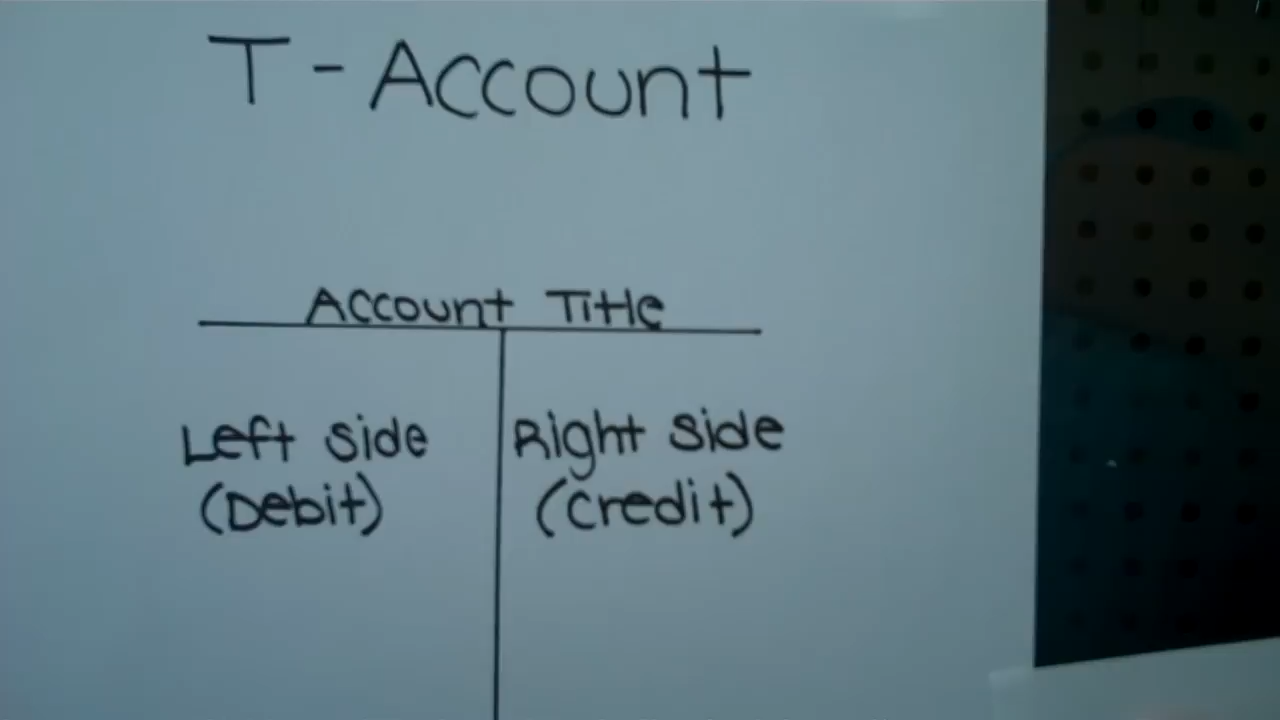 T-Account
Account Title
Left side
(Debit)
Right side
(credit)